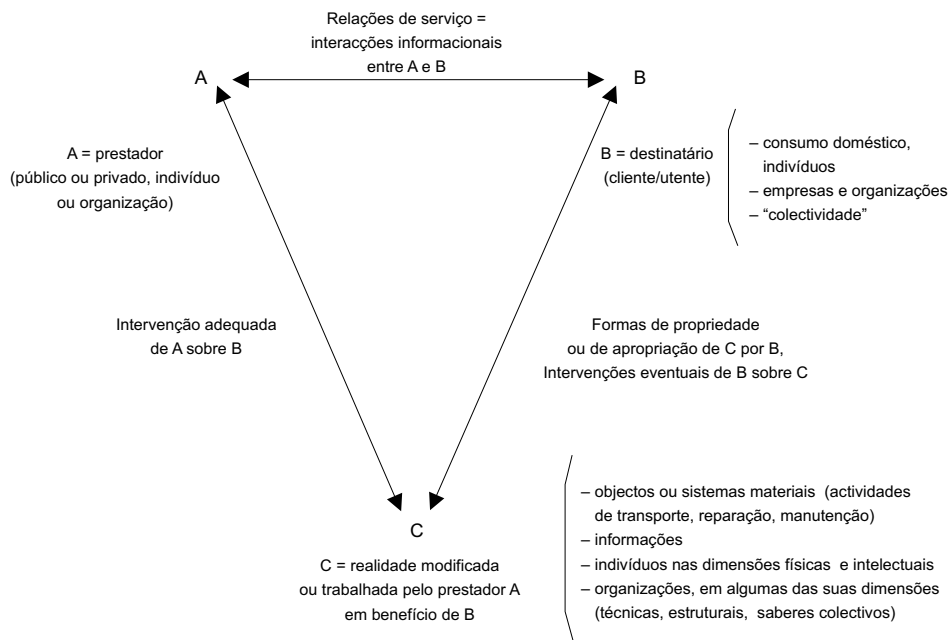 Relações de serviço =
interacções informacionais
entre A e B
A
B
A = prestador
(público ou privado, indivíduo
ou organização)
B = destinatário
(cliente/utente)
– consumo doméstico,
indivíduos
– empresas e organizações
– “colectividade”
Intervenção adequada
de A sobre B
Formas de propriedade
ou de apropriação de C por B,
Intervenções eventuais de B sobre C
C
C = realidade modificada
ou trabalhada pelo prestador A
em benefício de B
– objectos ou sistemas materiais (actividades
de transporte, reparação, manutenção)
– informações
– indivíduos nas dimensões físicas e intelectuais
– organizações, em algumas das suas dimensões
(técnicas, estruturais, saberes colectivos)